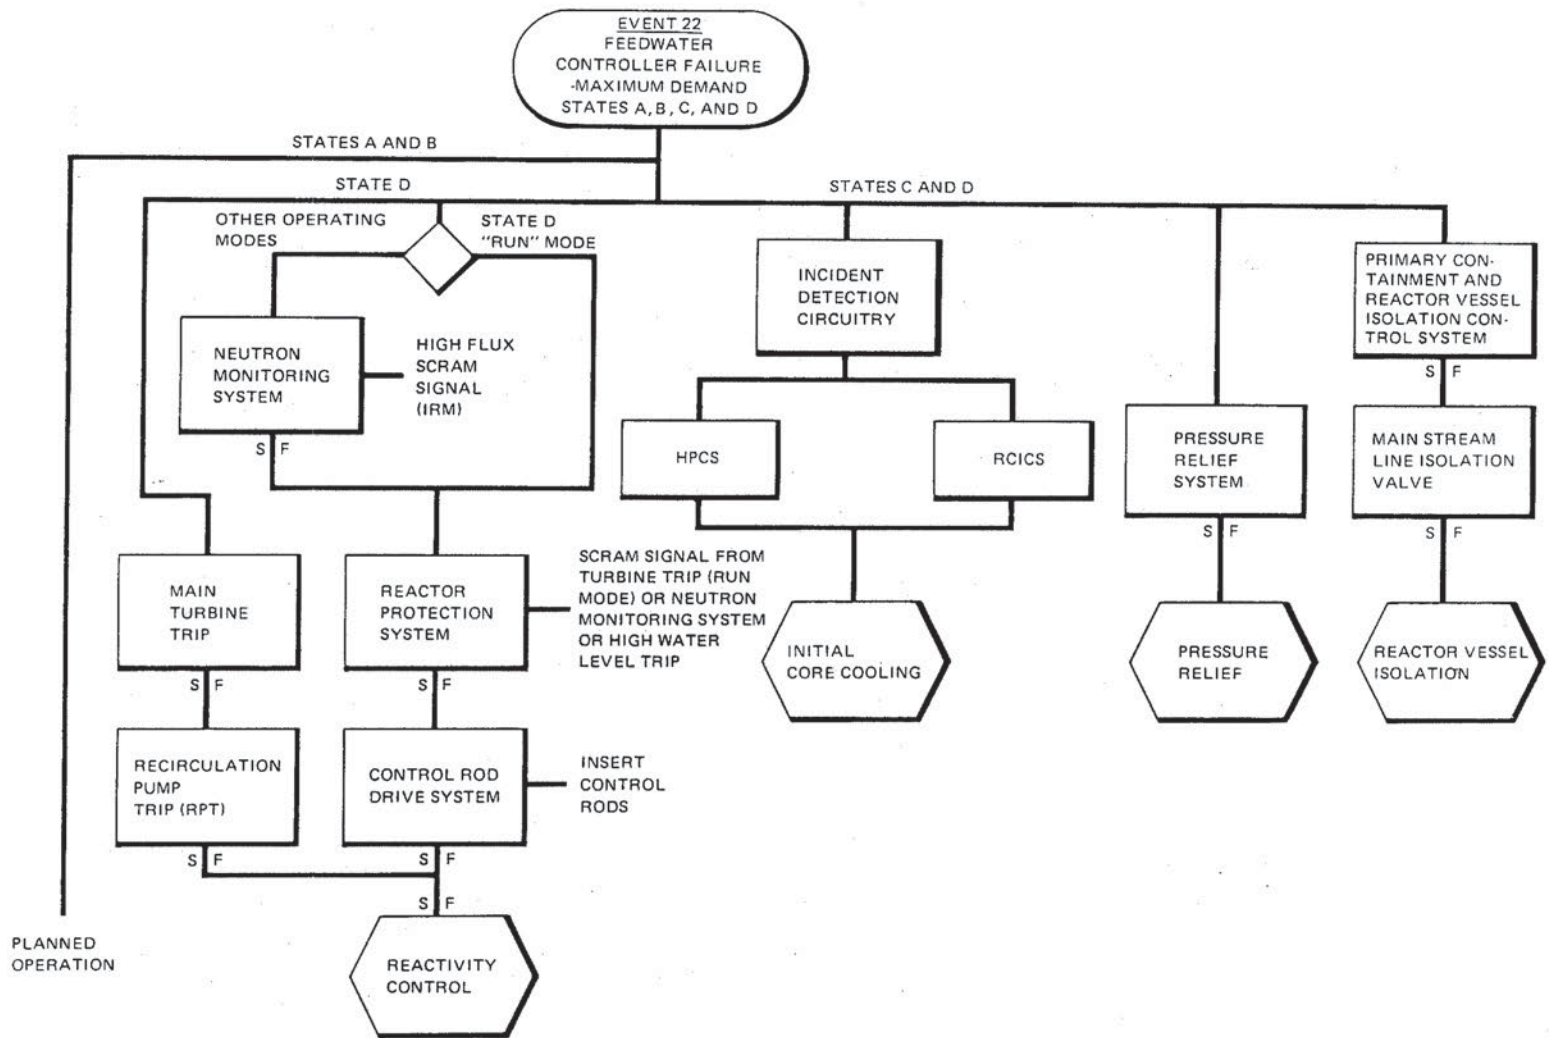 EVENT 22
FEEDWATER
CONTROLLER FAILURE
-MAXIMUM DEMAND
STATES A, B, C, AND D
STATES A AND B
STATE D
STATES C AND D
OTHER OPERATING
MODES
STATE D
"RUN" MODE
NEUTRON
MONITORING
SYSTEM
S F
HIGH FLUX
SCRAM
SIGNAL
(IRM)
INCIDENT
DETECTION
CIRCUITRY
PRIMARY CON-
TAINMENT AND
REACTOR VESSEL
ISOLATION CON-
TROL SYSTEM
S F
HPCS
RCICS
PRESSURE
RELIEF
SYSTEM
S F
MAIN STREAM
LINE ISOLATION
VALVE
S F
MAIN
TURBINE
TRIP
S F
REACTOR
PROTECTION
SYSTEM
S F
SCRAM SIGNAL FROM
TURBINE TRIP (RUN
MODE) OR NEUTRON
MONITORING SYSTEM
OR HIGH WATER
LEVEL TRIP
INITIAL
CORE COOLING
PRESSURE
RELIEF
REACTOR VESSEL
ISOLATION
RECIRCULATION
PUMP
TRIP (RPT)
S F
CONTROL ROD
DRIVE SYSTEM
S F
INSERT
CONTROL
RODS
S F
PLANNED
OPERATION
REACTIVITY
CONTROL